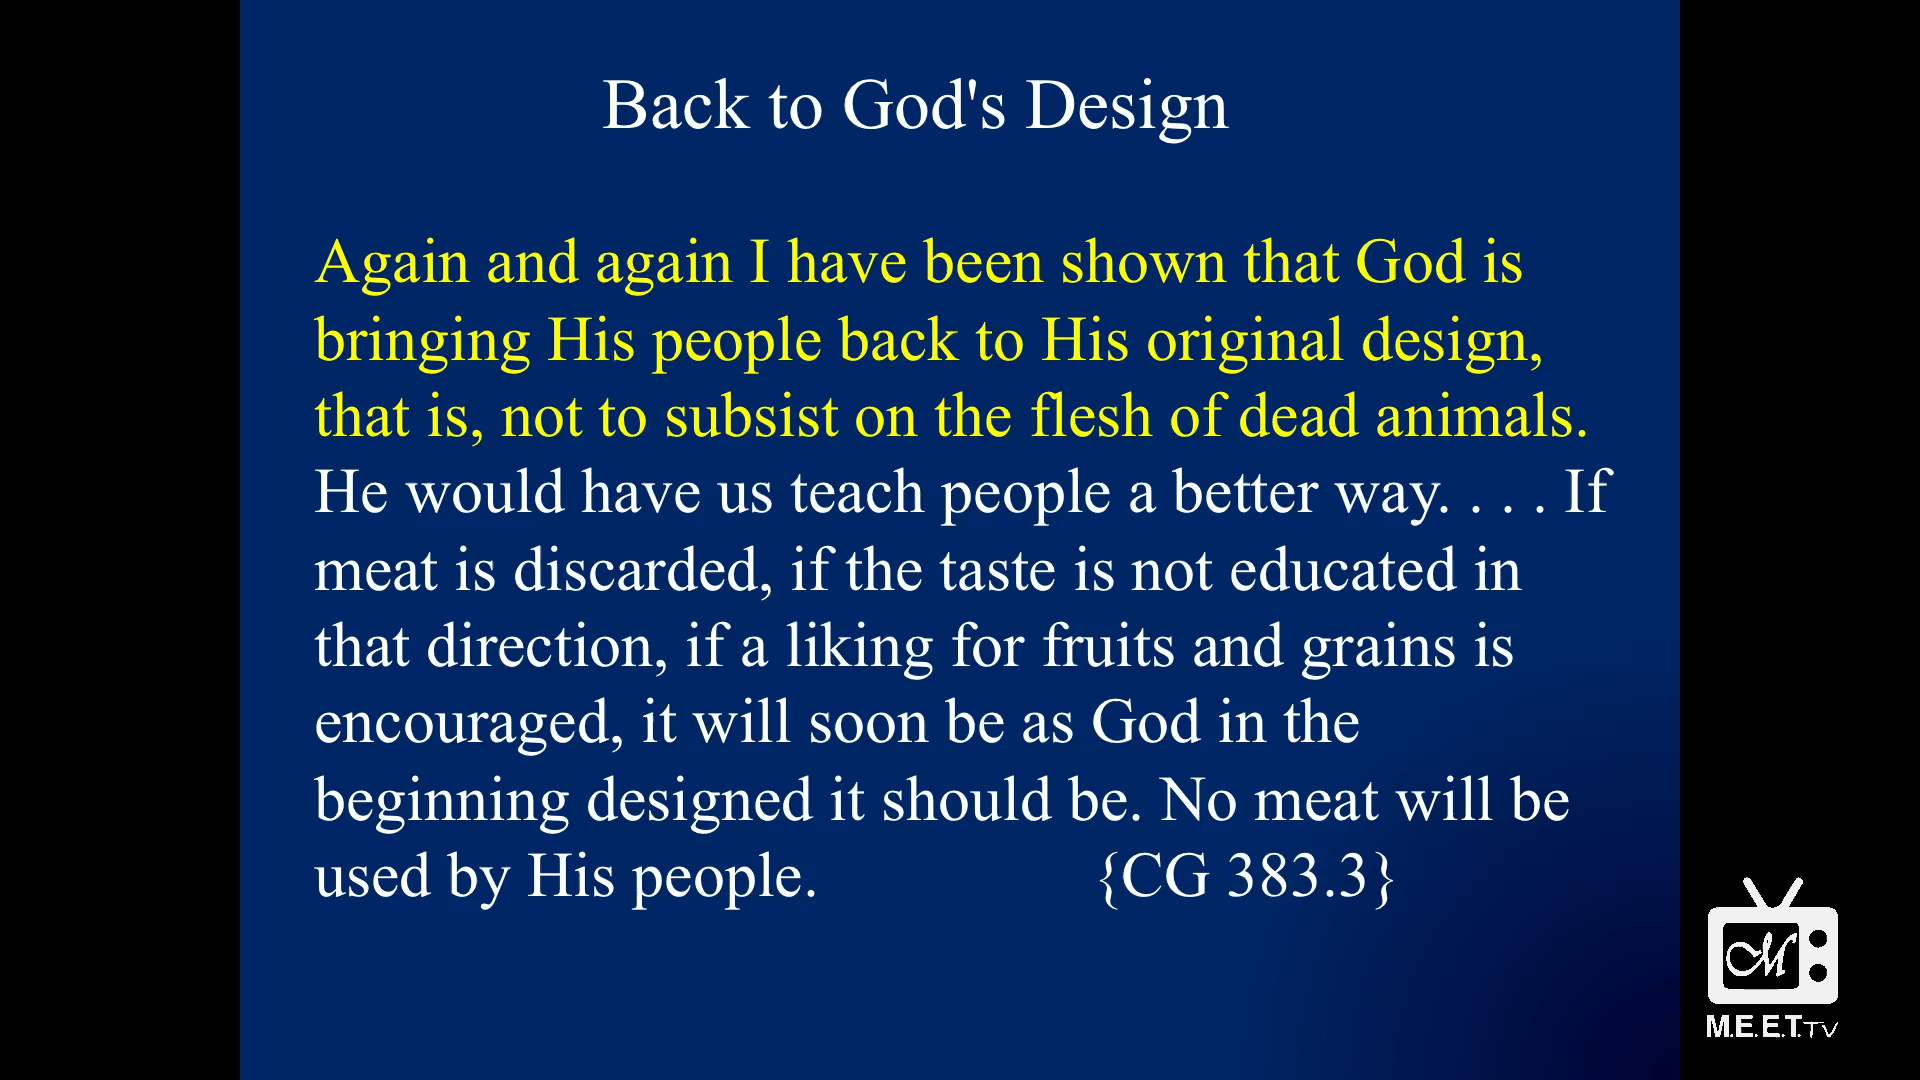 Back to God's Design
Again and again I have been shown that God is
bringing His people back to His original design,
that is, not to subsist on the flesh of dead animals.
He would have us teach people a better way. . . . If
meat is discarded, if the taste is not educated in
that direction, if a liking for fruits and grains is
encouraged, it will soon be as God in the
beginning designed it should be. No meat will be
used by His people. {CG 383.3}
M
M.E.E.T.TV